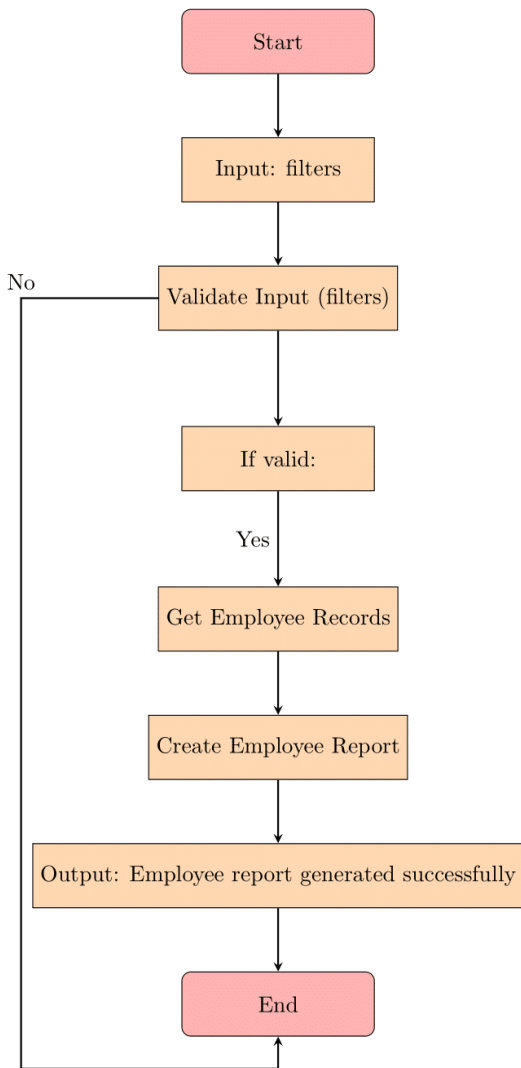 Start
Input: filters
No
Validate Input (filters)
If valid:
Yes
Get Employee Records
Create Employee Report
Output: Employee report generated successfully
End